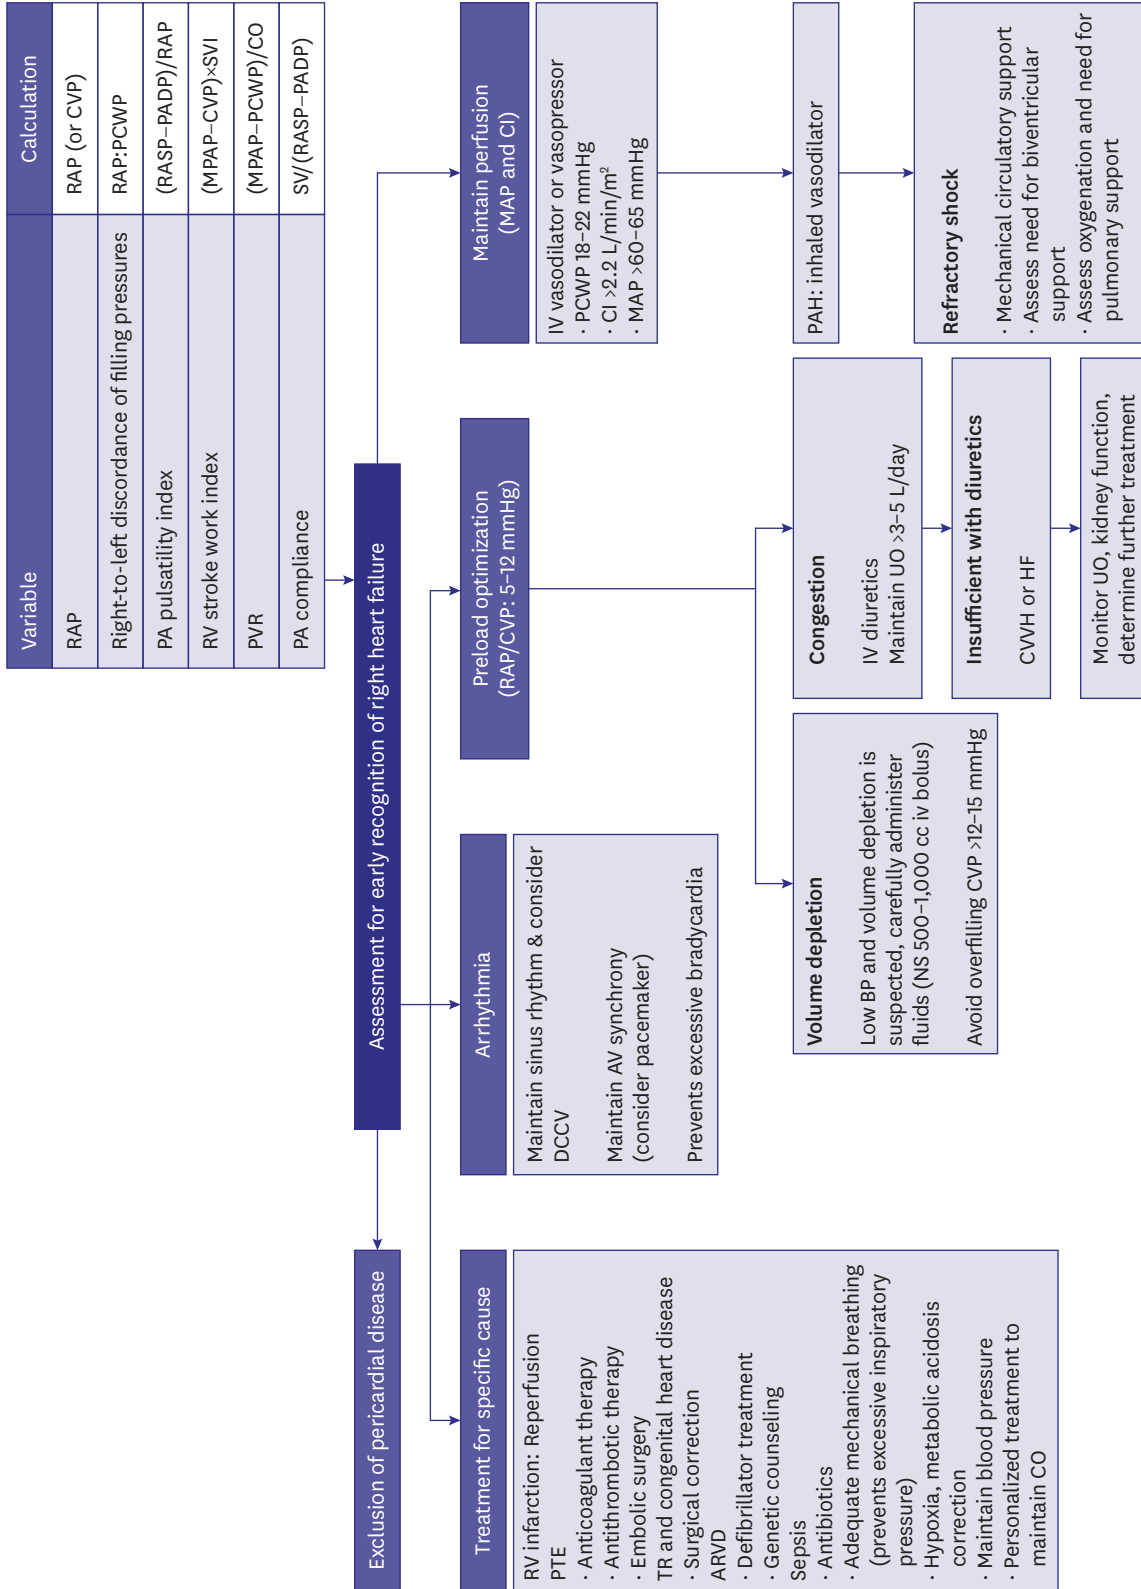 Variable
Calculation
RAP
RAP (or CVP)
Right-to-left discordance of filling pressures
RAP:PCWP
PA pulsatility index
(RASP−PADP)/RAP
RV stroke work index
(MPAP−CVP)×SVI
PVR
(MPAP−PCWP)/CO
PA compliance
SV/(RASP−PADP)
Assessment for early recognition of right heart failure
Exclusion of pericardial disease
Treatment for specific cause
RV infarction: Reperfusion
PTE
· Anticoagulant therapy
· Antithrombotic therapy
· Embolic surgery
TR and congenital heart disease
· Surgical correction
ARVD
· Defibrillator treatment
· Genetic counseling
Sepsis
· Antibiotics
· Adequate mechanical breathing
(prevents excessive inspiratory
pressure)
· Hypoxia, metabolic acidosis
correction
· Maintain blood pressure
· Personalized treatment to
maintain CO
Arrhythmia
Maintain sinus rhythm & consider
DCCV
Maintain AV synchrony
(consider pacemaker)
Prevents excessive bradycardia
Preload optimization
(RAP/CVP: 5−12 mmHg)
Volume depletion
Low BP and volume depletion is
suspected, carefully administer
fluids (NS 500−1,000 cc iv bolus)
Avoid overfilling CVP >12−15 mmHg
Congestion
IV diuretics
Maintain UO >3−5 L/day
Insufficient with diuretics
CVVH or HF
Monitor UO, kidney function,
determine further treatment
Maintain perfusion
(MAP and CI)
IV vasodilator or vasopressor
· PCWP 18−22 mmHg
· CI >2.2 L/min/m²
· MAP >60−65 mmHg
PAH: inhaled vasodilator
Refractory shock
· Mechanical circulatory support
· Assess need for biventricular
support
· Assess oxygenation and need for
pulmonary support